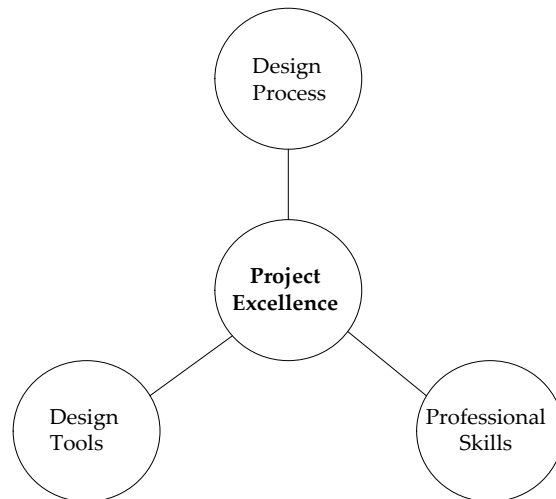 Design
Process
Project
Excellence
Design
Tools
Professional
Skills